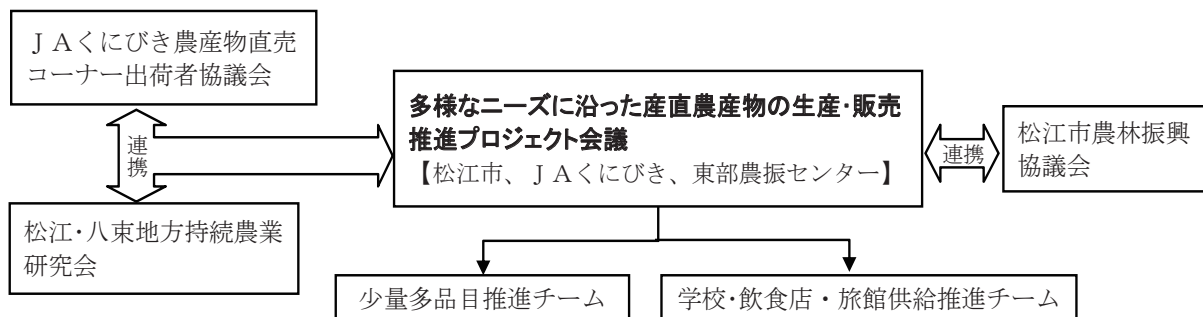 ＪＡくにびき農産物直売
コーナー出荷者協議会
連
携
松江・八束地方持続農業
研究会
多様なニーズに沿った産直農産物の生産・販売
推進プロジェクト会議
【松江市、ＪＡくにびき、東部農振センター】
連携
松江市農林振興
協議会
少量多品目推進チーム
学校・飲食店・旅館供給推進チーム